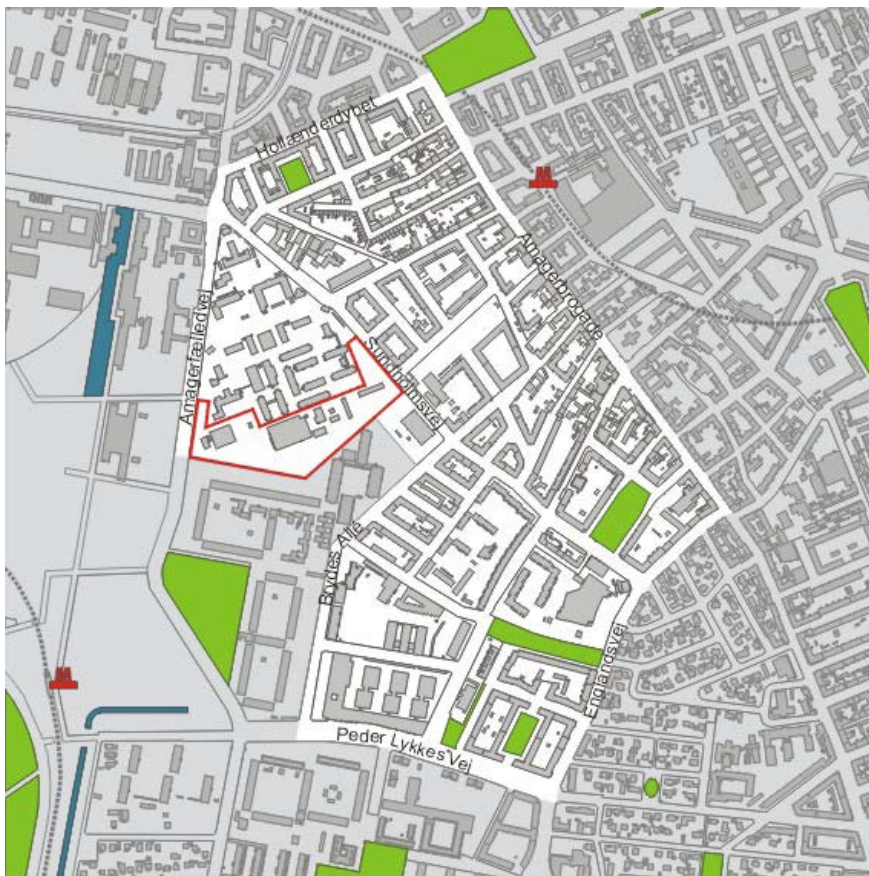 Hollænderdybet
Amagerbrogade
Amagerfælledvej
Sundholmsvej
Brydes Allé
Englandsvej
Peder Lykkes Vej